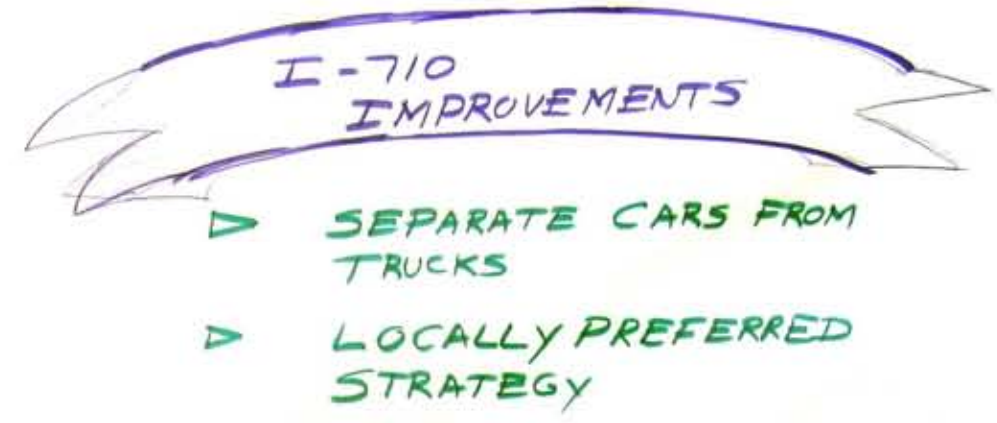 I-710
IMPROVEMENTS
SEPARATE CARS FROM
TRUCKS
LOCALLY PREFERRED
STRATEGY